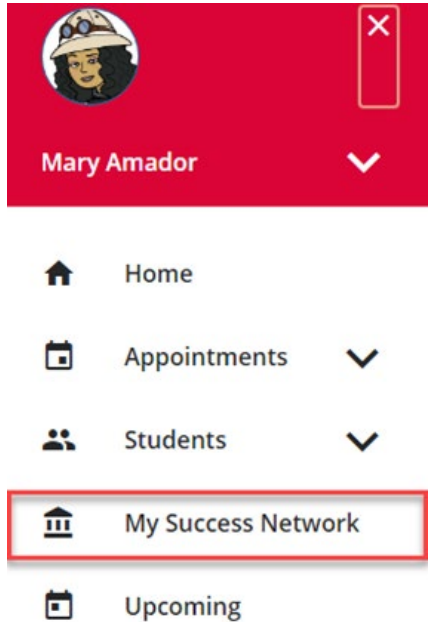 Mary Amador
Home
Appointments
Students
My Success Network
Upcoming